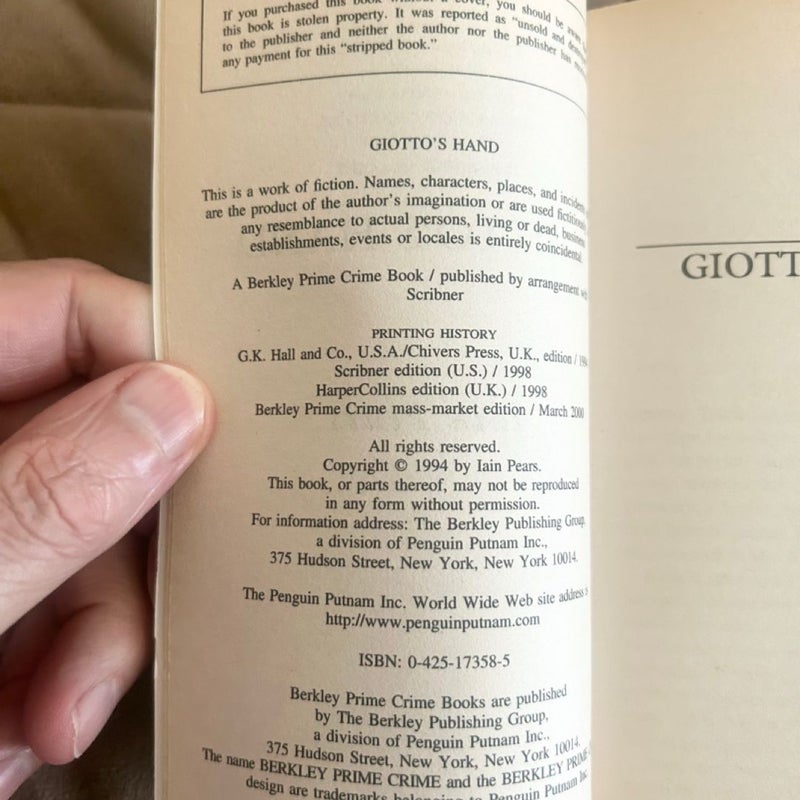 If you purchased this book without a cover, you should be aware
this book is stolen property. It was reported as "unsold and
to the publisher and neither the author nor the publisher has
any payment for this "stripped book."
GIOTTO'S HAND
This is a work of fiction. Names, characters, places, and incidents
are the product of the author's imagination or are used fictitiously
any resemblance to actual persons, living or dead, business
establishments, events or locales is entirely coincidental.
A Berkley Prime Crime Book / published by arrangement
Scribner
PRINTING HISTORY
G.K. Hall and Co., U.S.A./Chivers Press, U.K., edition /
Scribner edition (U.S.) / 1998
HarperCollins edition (U.K.) / 1998
Berkley Prime Crime mass-market edition / March 2000
All rights reserved.
Copyright © 1994 by Iain Pears.
This book, or parts thereof, may not be reproduced
in any form without permission.
For information address: The Berkley Publishing Group,
a division of Penguin Putnam Inc.,
375 Hudson Street, New York, New York 10014.
The Penguin Putnam Inc. World Wide Web site address
http://www.penguinputnam.com
ISBN: 0-425-17358-5
Berkley Prime Crime Books are published
by The Berkley Publishing Group,
a division of Penguin Putnam Inc.,
375 Hudson Street, New York, New York 10014.
The name BERKLEY PRIME CRIME and the BERKLEY PRIME
design are trademarks belonging to Penguin Putnam Inc.
GIOTT